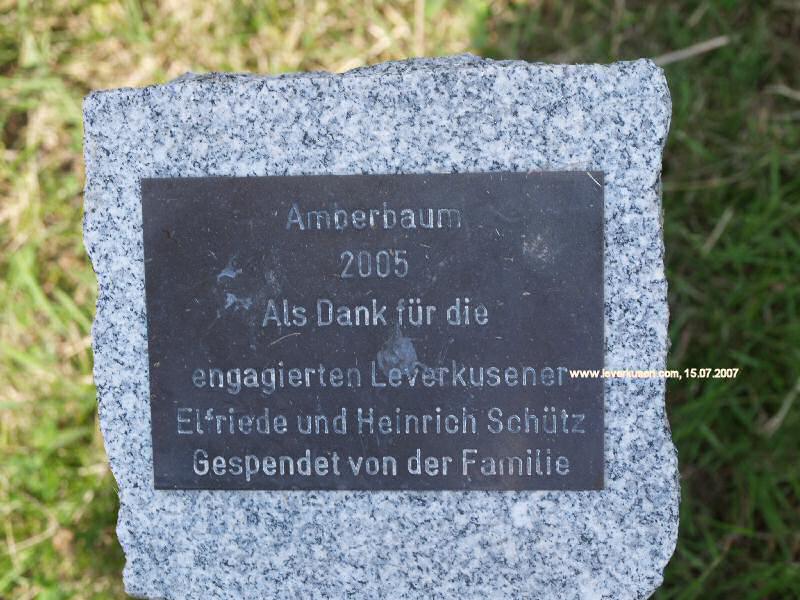 Amberbaum
2005
Als Dank für die
engagierten Leverkusener
Elfriede und Heinrich Schütz
Gespendet von der Familie
www.leverkusen.com, 15.07.2007